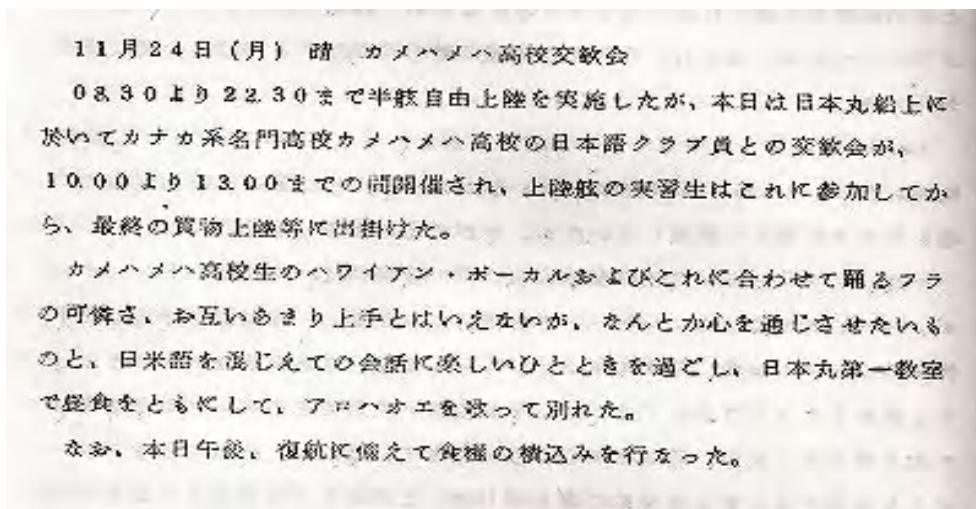 11月24日(月) 晴 カメハメハ高校交歓会
08.30より22.30まで半舷自由上陸を実施したが、本日は日本丸船上に
於いてカナカ系名門高校カメハメハ高校の日本語クラブ員との交歓会が、
10.00より13.00までの間開催され、上陸舷の実習生はこれに参加してか
ら、最終の買物上陸等に出掛けた。
カメハメハ高校生のハワイアン・ボーカルおよびこれに合わせて踊るフラ
の可憐さ、お互いあまり上手とはいえないが、なんとか心を通じさせたいも
のと、日米語を混じえての会話に楽しいひとときを過ごし、日本丸第一教室
で昼食をともにして、アロハオエを歌って別れた。
なお、本日午後、復航に備えて食糧の積込みを行なった。